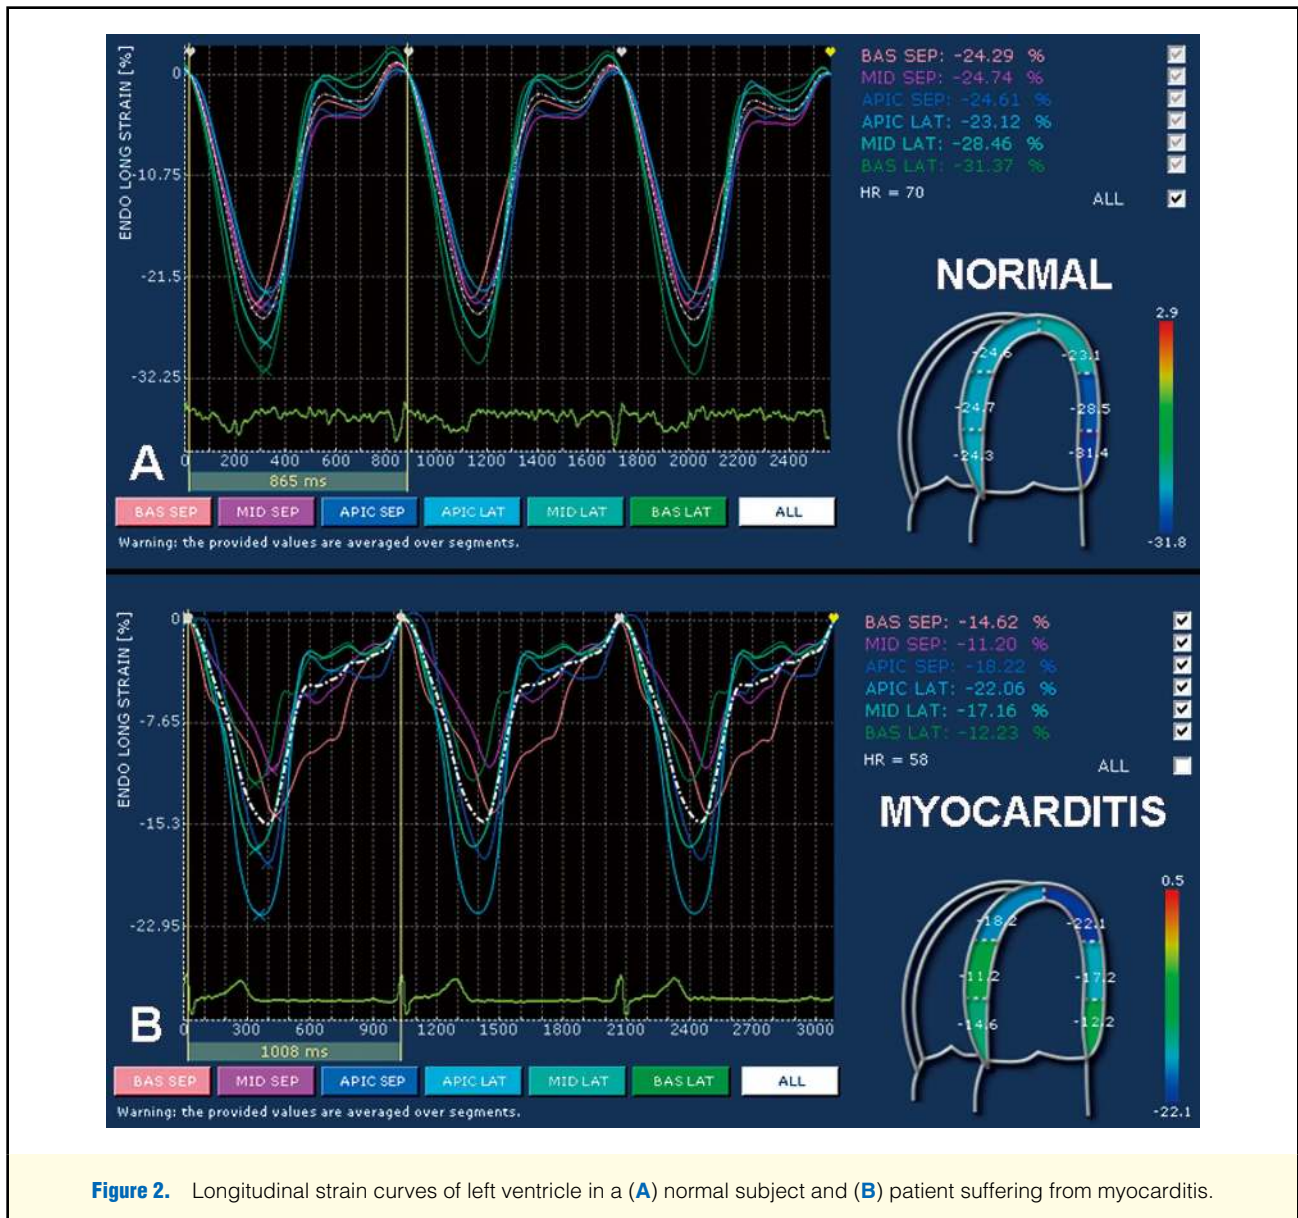 ENDO LONG STRAIN [%]
0
-10.75
-21.5
-32.25
0 200 400 600 800 1000 1200 1400 1600 1800 2000 2200 2400
865 ms
A
BAS SEP MID SEP APIC SEP APIC LAT MID LAT BAS LAT ALL
Warning: the provided values are averaged over segments.
BAS SEP: -24.29 %
MID SEP: -24.74 %
APIC SEP: -24.61 %
APIC LAT: -23.12 %
MID LAT: -28.46 %
BAS LAT: -31.37 %
HR = 70
ALL
NORMAL
2.9
-24.6 -23.1
-24.7 -28.5
-24.3 -31.4
-31.8
ENDO LONG STRAIN [%]
0
-7.65
-15.3
-22.95
0 300 600 900 1200 1500 1800 2100 2400 2700 3000
1008 ms
B
BAS SEP MID SEP APIC SEP APIC LAT MID LAT BAS LAT ALL
Warning: the provided values are averaged over segments.
BAS SEP: -14.62 %
MID SEP: -11.20 %
APIC SEP: -18.22 %
APIC LAT: -22.06 %
MID LAT: -17.16 %
BAS LAT: -12.23 %
HR = 58
ALL
MYOCARDITIS
0.5
-18.2 -22.1
-11.2 -17.2
-14.6 -12.2
-22.1
Figure 2. Longitudinal strain curves of left ventricle in a (A) normal subject and (B) patient suffering from myocarditis.